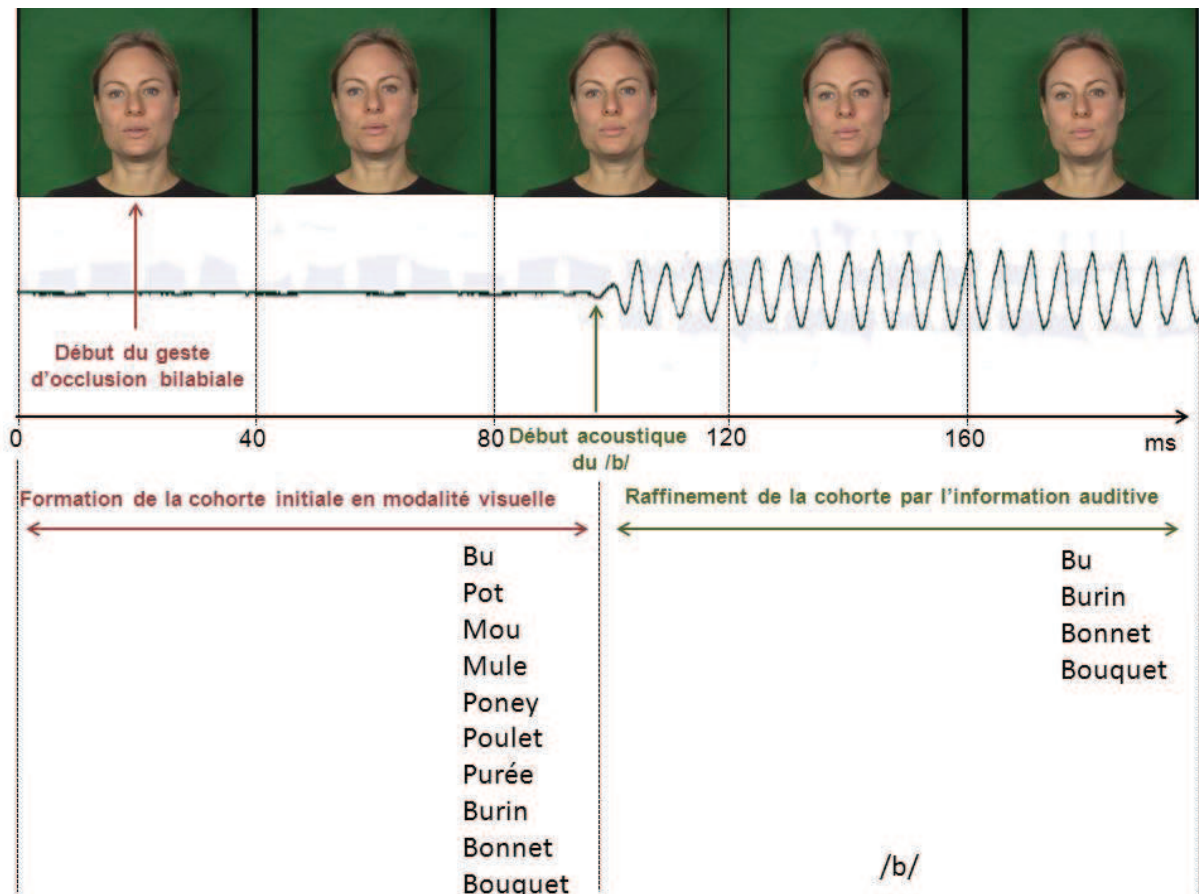 Début du geste
d'occlusion bilabiale
0 40 80 120 160 ms
Début acoustique
du /b/
Formation de la cohorte initiale en modalité visuelle
Raffinement de la cohorte par l'information auditive
Bu
Pot
Mou
Mule
Poney
Poulet
Purée
Burin
Bonnet
Bouquet
Bu
Burin
Bonnet
Bouquet
/b/